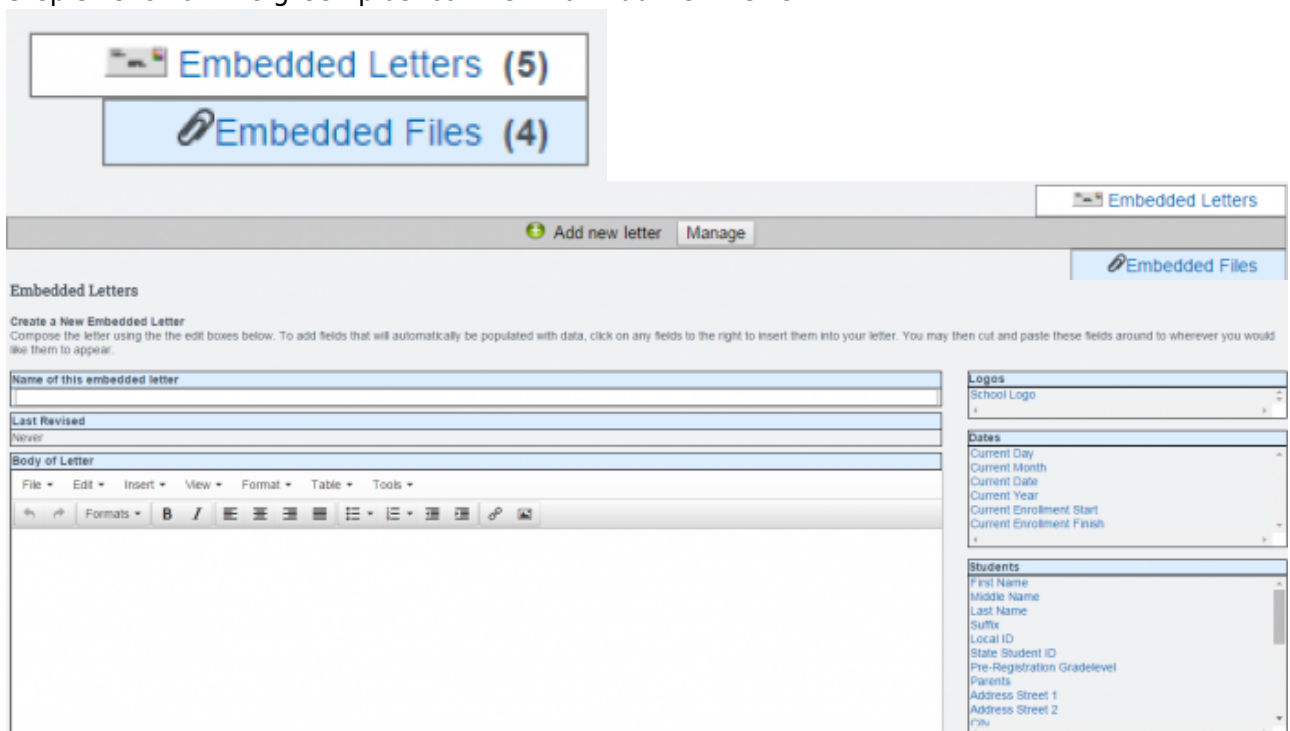 Embedded Letters (5)
Embedded Files (4)
Embedded Letters
Add new letter Manage
Embedded Files
Embedded Letters
Create a New Embedded Letter
Compose the letter using the the edit boxes below. To add fields that will automatically be populated with data, click on any fields to the right to insert them into your letter. You may then cut and paste these fields around to wherever you would
like them to appear.
Name of this embedded letter
Last Revised
Never
Body of Letter
File Edit Insert View Format Table Tools
Formats B I
Logos
School Logo
Dates
Current Day
Current Month
Current Date
Current Year
Current Enrollment Start
Current Enrollment Finish
Students
First Name
Middle Name
Last Name
Suffix
Local ID
State Student ID
Pre-Registration Gradelevel
Parents
Address Street 1
Address Street 2
City